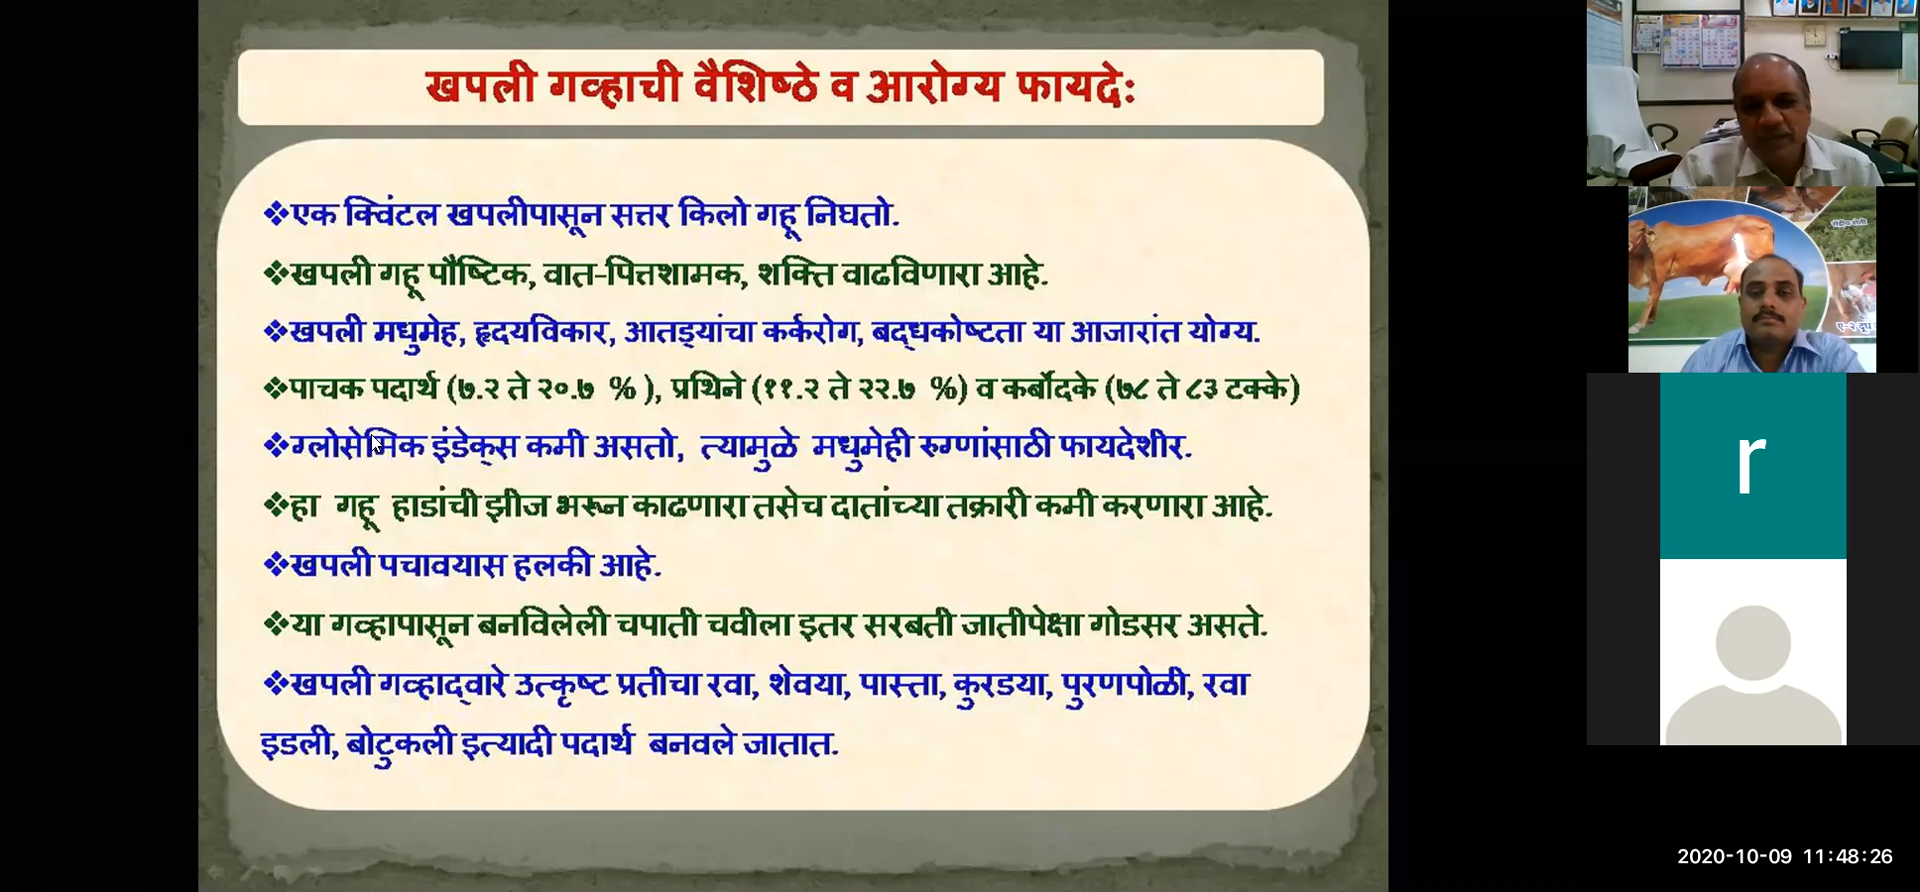 खपली गव्हाची वैशिष्ठे व आरोग्य फायदे:
❖एक क्विंटल खपलीपासून सत्तर किलो गहू निघतो.
❖खपली गहू पौष्टिक, वात-पित्तशामक, शक्ति वाढविणारा आहे.
❖खपली मधुमेह, हृदयविकार, आतड्यांचा कर्करोग, बद्धकोष्टता या आजारांत योग्य.
❖पाचक पदार्थ (७.२ ते २०.७ % ), प्रथिने (११.२ ते २२.७ %) व कर्बोदके (७८ ते ८३ टक्के)
❖ग्लोसेमिक इंडेक्स कमी असतो, त्यामुळे मधुमेही रुग्णांसाठी फायदेशीर.
❖हा गहू हाडांची झीज भरून काढणारा तसेच दातांच्या तक्रारी कमी करणारा आहे.
❖खपली पचावयास हलकी आहे.
❖या गव्हापासून बनविलेली चपाती चवीला इतर सरबती जातीपेक्षा गोडसर असते.
❖खपली गव्हाद्वारे उत्कृष्ट प्रतीचा रवा, शेवया, पास्ता, कुरडया, पुरणपोळी, रवा
इडली, बोटुकली इत्यादी पदार्थ बनवले जातात.
r
2020-10-09 11:48:26